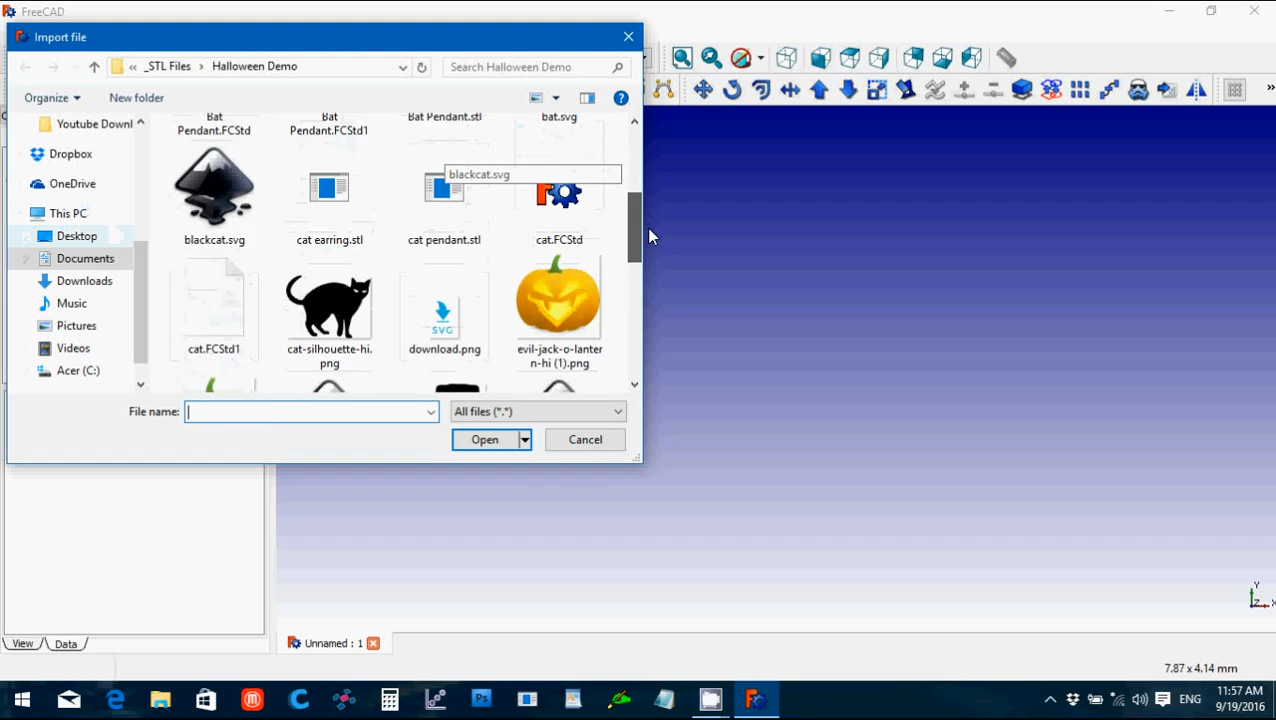 FreeCAD
Import file
« _STL Files › Halloween Demo
Search Halloween Demo
Organize
New folder
Youtube Downl
Dropbox
OneDrive
This PC
Desktop
Documents
Downloads
Music
Pictures
Videos
Acer (C:)
Bat
Pendant.FCStd
Bat
Pendant.FCStd1
Bat Pendant.stl
bat.svg
blackcat.svg
blackcat.svg
cat earring.stl
cat pendant.stl
cat.FCStd
SVG
cat.FCStd1
cat-silhouette-hi.
png
download.png
evil-jack-o-lanter
n-hi (1).png
File name:
All files (*.*)
Open
Cancel
View
Data
Unnamed : 1
Y
Z
7.87 x 4.14 mm
ENG
11:57 AM
9/19/2016